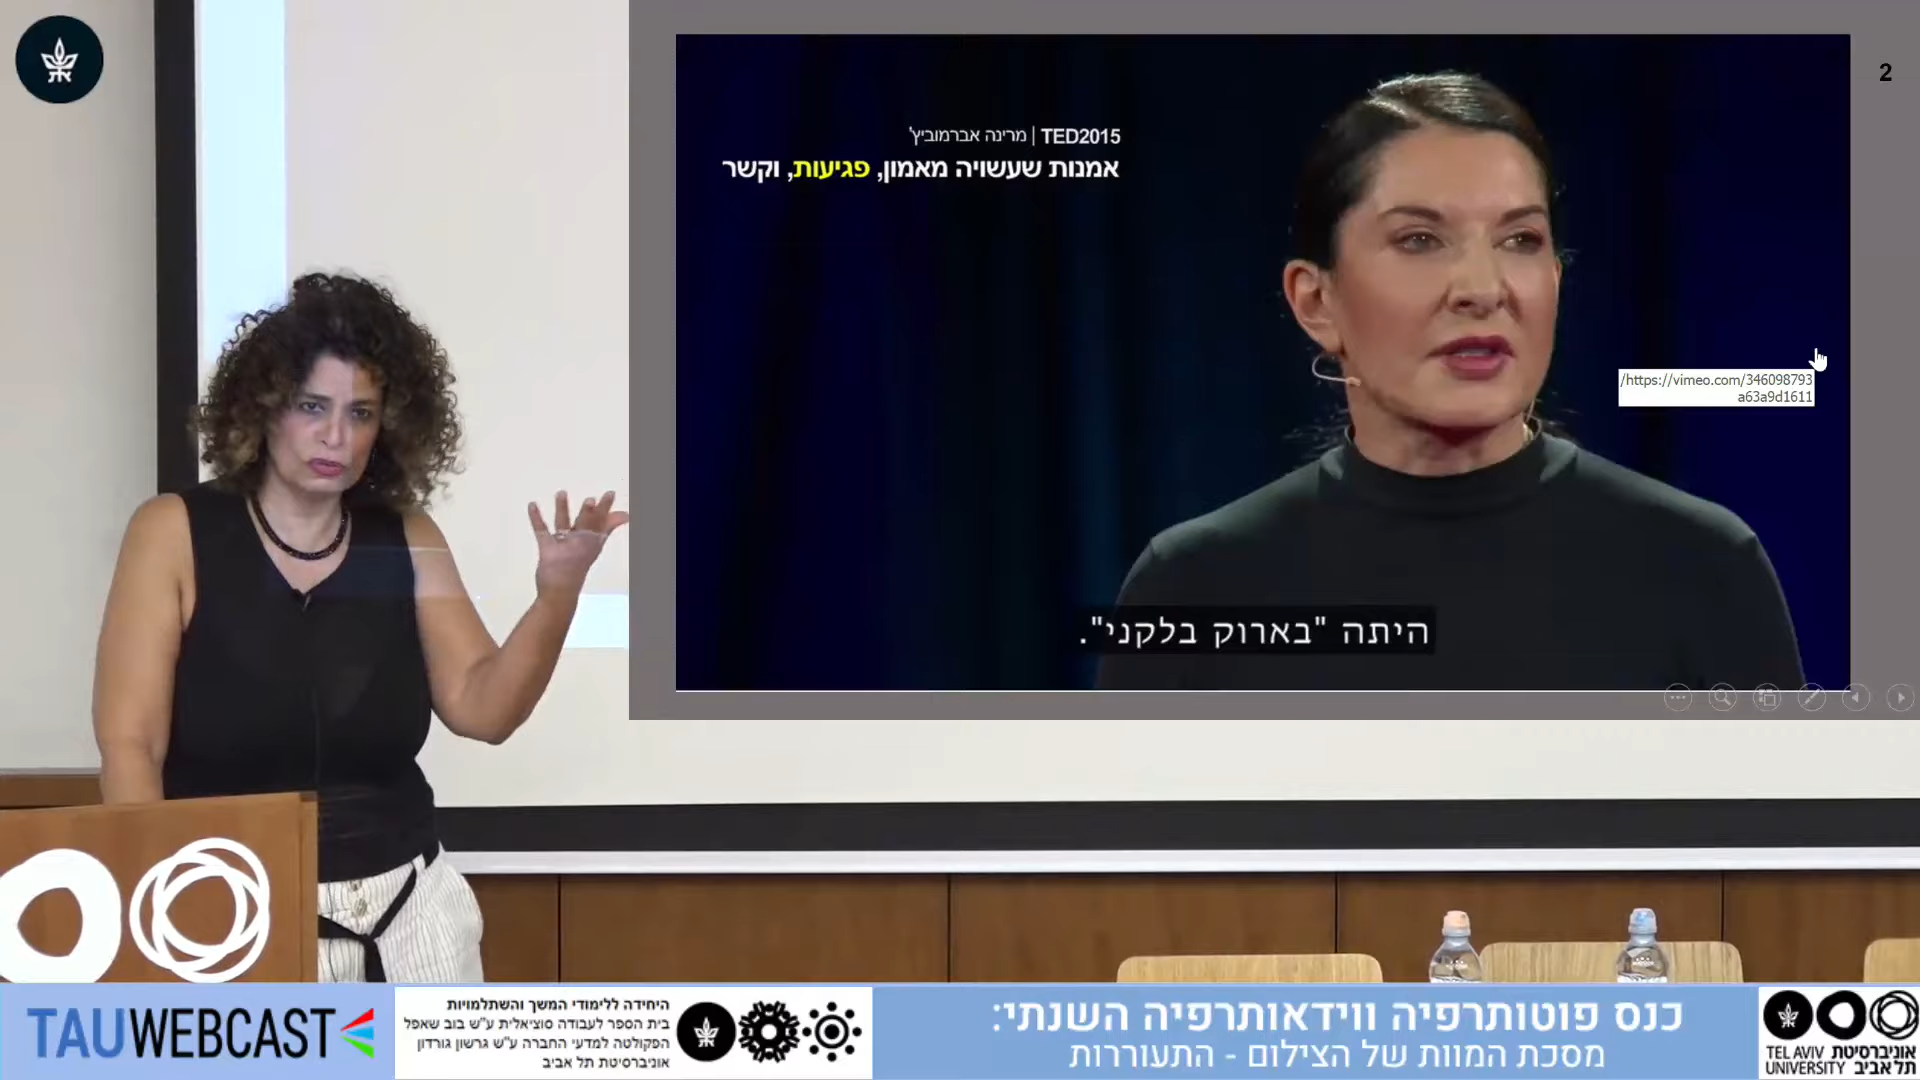 2
TED2015 | מרינה אברמוביץ'
אמנות שעשויה מאמון, פגיעות, וקשר
https://vimeo.com/346098793/
a63a9d1611
היתה "בארוק בלקני".
TAUWEBCAST
היחידה ללימודי המשך והשתלמויות
בית הספר לעבודה סוציאלית ע"ש בוב שאפל
הפקולטה למדעי החברה ע"ש גרשון גורדון
אוניברסיטת תל אביב
כנס פוטותרפיה ווידאותרפיה השנתי:
מסכת המוות של הצילום - התעוררות
TEL AVIV אוניברסיטת
UNIVERSITY תל אביב